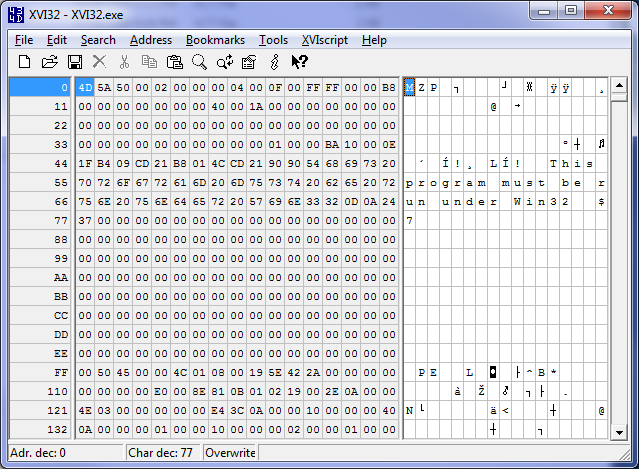 XVI32 - XVI32.exe
File Edit Search Address Bookmarks Tools XVIscript Help
0 4D 5A 50 00 02 00 00 00 04 00 0F 00 FF FF 00 00 B8 M Z P ┐ ┘ ÿ ÿ ¸
11 00 00 00 00 00 00 00 40 00 1A 00 00 00 00 00 00 00 @ →
22 00 00 00 00 00 00 00 00 00 00 00 00 00 00 00 00 00
33 00 00 00 00 00 00 00 00 00 01 00 00 BA 10 00 0E º ┼ ♫
44 1F B4 09 CD 21 B8 01 4C CD 21 90 90 54 68 69 73 20 ´ Í ! ¸ L Í ! T h i s
55 70 72 6F 67 72 61 6D 20 6D 75 73 74 20 62 65 20 72 p r o g r a m m u s t b e r
66 75 6E 20 75 6E 64 65 72 20 57 69 6E 33 32 0D 0A 24 u n u n d e r W i n 3 2 $
77 37 00 00 00 00 00 00 00 00 00 00 00 00 00 00 00 00 7
88 00 00 00 00 00 00 00 00 00 00 00 00 00 00 00 00 00
99 00 00 00 00 00 00 00 00 00 00 00 00 00 00 00 00 00
AA 00 00 00 00 00 00 00 00 00 00 00 00 00 00 00 00 00
BB 00 00 00 00 00 00 00 00 00 00 00 00 00 00 00 00 00
CC 00 00 00 00 00 00 00 00 00 00 00 00 00 00 00 00 00
DD 00 00 00 00 00 00 00 00 00 00 00 00 00 00 00 00 00
EE 00 00 00 00 00 00 00 00 00 00 00 00 00 00 00 00 00
FF 00 50 45 00 00 4C 01 08 00 19 5E 42 2A 00 00 00 00 P E L ◘ ├ ^ B *
110 00 00 00 00 E0 00 8E 81 0B 01 02 19 00 2E 0A 00 00 à Ž ♂ ┐ ├ .
121 4E 03 00 00 00 00 00 E4 3C 0A 00 00 10 00 00 00 40 N └ ä < ┼ @
132 0A 00 00 00 01 00 00 10 00 00 00 02 00 00 01 00 00 ┼ ┐
Adr. dec: 0 Char dec: 77 Overwrite